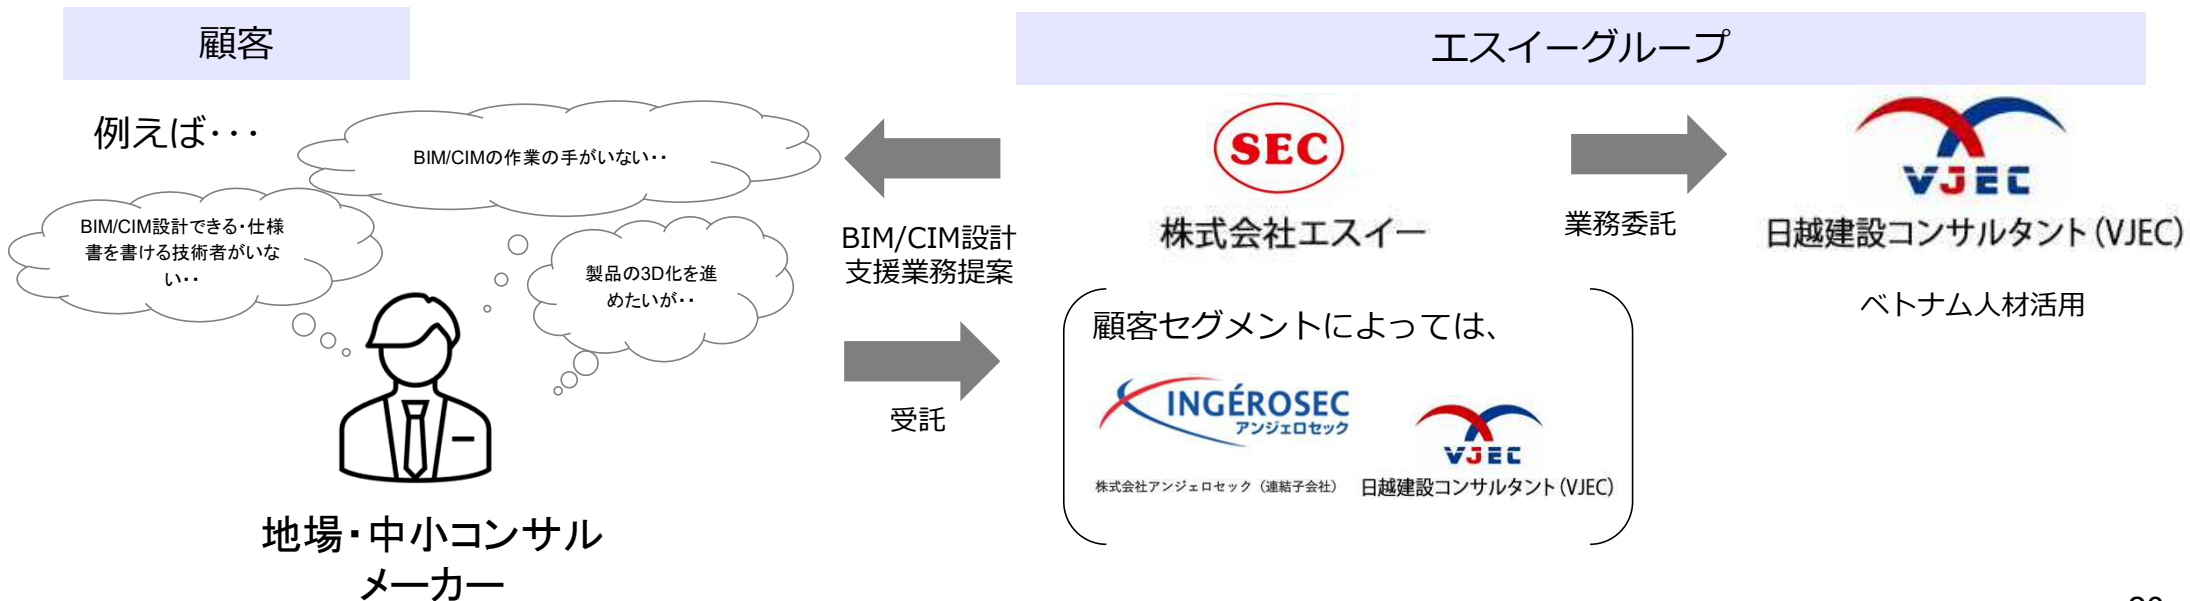 顧客
エスイーグループ
例えば･･･
BIM/CIMの作業の手がいない･･
BIM/CIM設計できる･仕様
書を書ける技術者がいな
い･･
製品の3D化を進
めたいが･･
地場･中小コンサル
メーカー
BIM/CIM設計
支援業務提案
受託
SEC
株式会社エスイー
業務委託
VJEC
日越建設コンサルタント(VJEC)
ベトナム人材活用
顧客セグメントによっては、
INGÉROSEC
アンジェロセック
株式会社アンジェロセック（連結子会社）
VJEC
日越建設コンサルタント(VJEC)